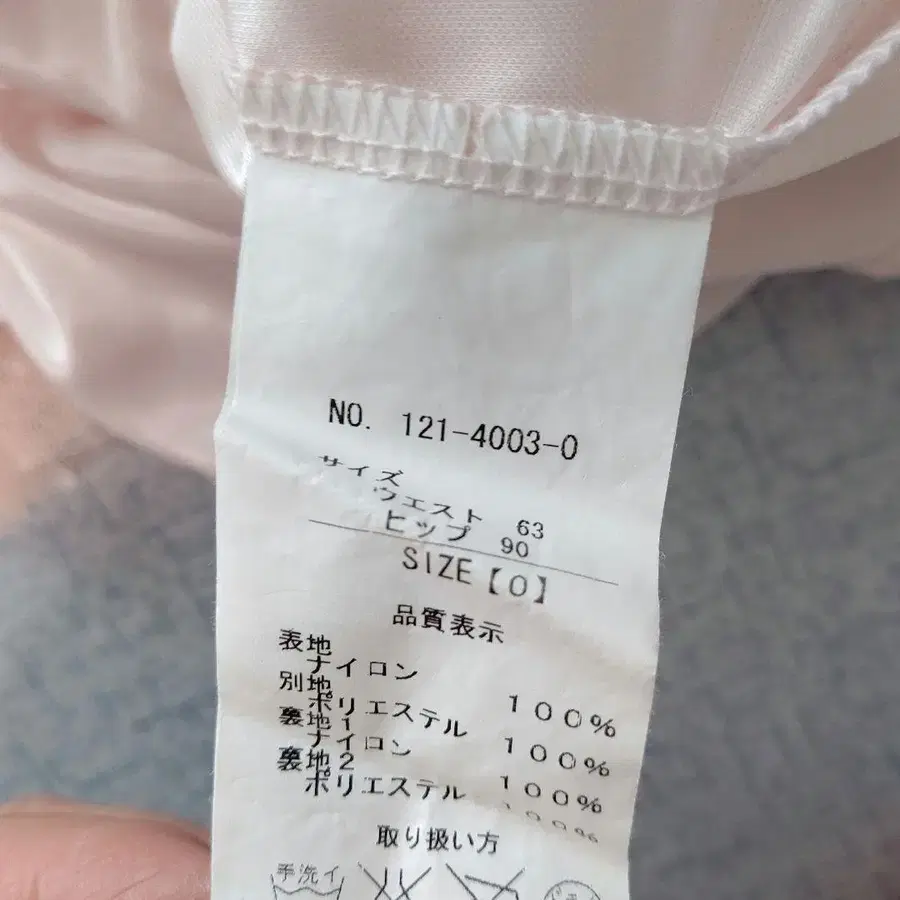 NO. 121-4003-0
サイズ
ウエスト 63
ヒップ 90
SIZE【0】
品質表示
表地
ナイロン 100%
別地
ポリエステル 100%
裏地1
ナイロン 100%
裏地2
ポリエステル 100%
取り扱い方
手洗イ